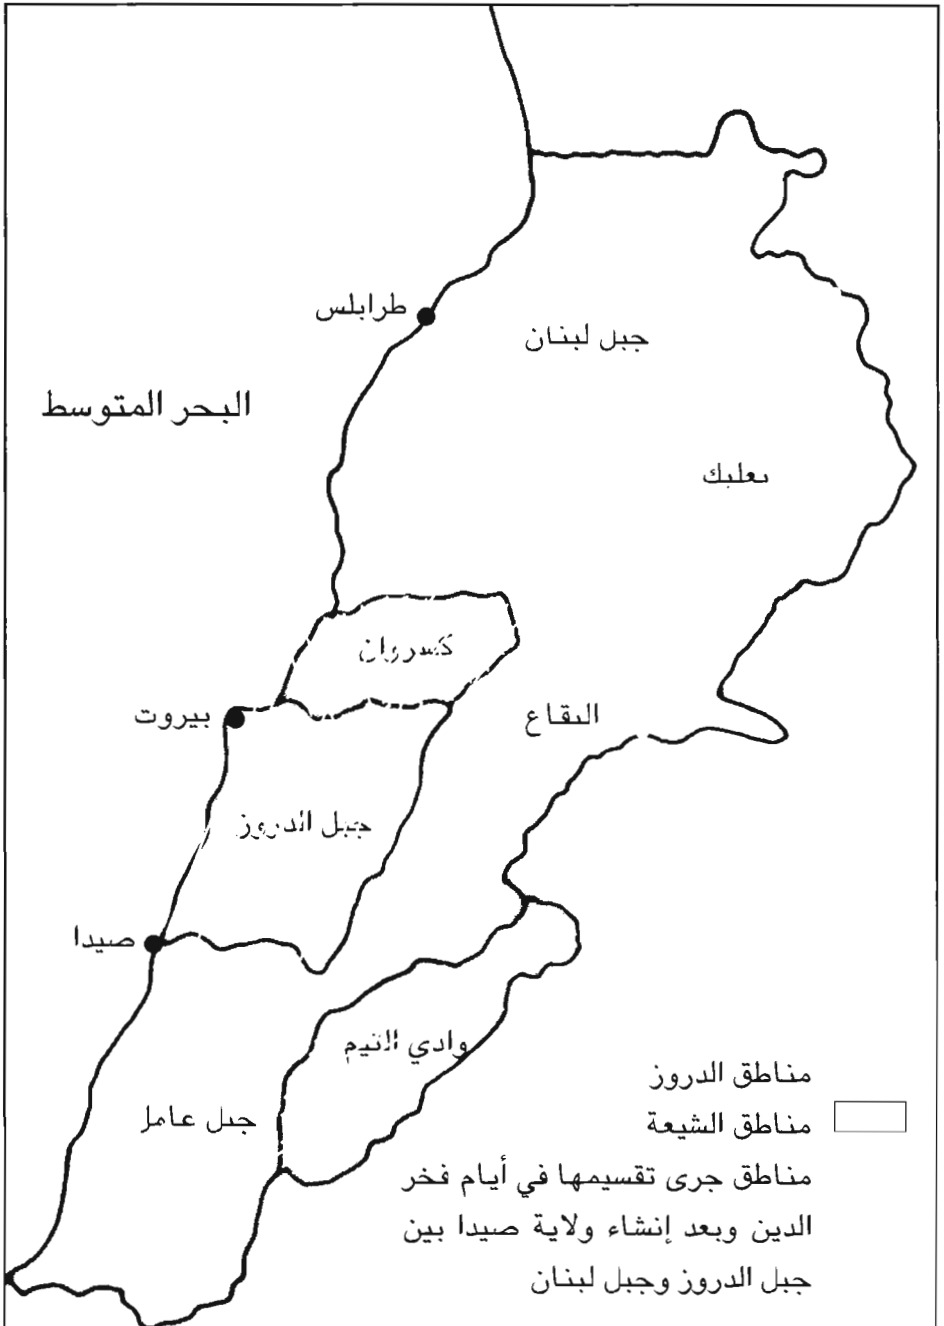 طرابلس
جبل لبنان
البحر المتوسط
بعلبك
كسروان
بيروت
البقاع
جبل الدروز
صيدا
وادي التيم
جبل عامل
مناطق الدروز
مناطق الشيعة
مناطق جرى تقسيمها في أيام فخر
الدين وبعد إنشاء ولاية صيدا بين
جبل الدروز وجبل لبنان